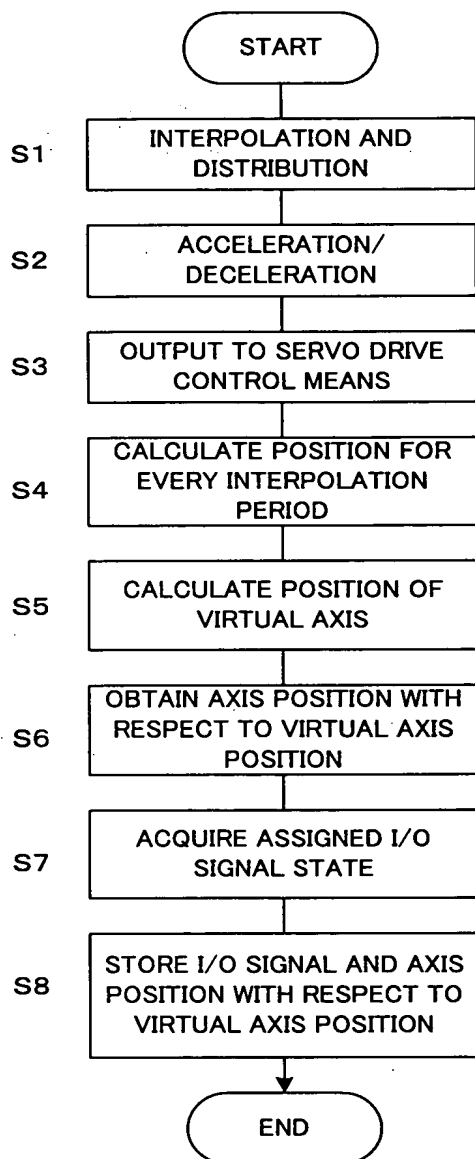 START
S1
INTERPOLATION AND
DISTRIBUTION
S2
ACCELERATION/
DECELERATION
S3
OUTPUT TO SERVO DRIVE
CONTROL MEANS
S4
CALCULATE POSITION FOR
EVERY INTERPOLATION
PERIOD
S5
CALCULATE POSITION OF
VIRTUAL AXIS
S6
OBTAIN AXIS POSITION WITH
RESPECT TO VIRTUAL AXIS
POSITION
S7
ACQUIRE ASSIGNED I/O
SIGNAL STATE
S8
STORE I/O SIGNAL AND AXIS
POSITION WITH RESPECT TO
VIRTUAL AXIS POSITION
END